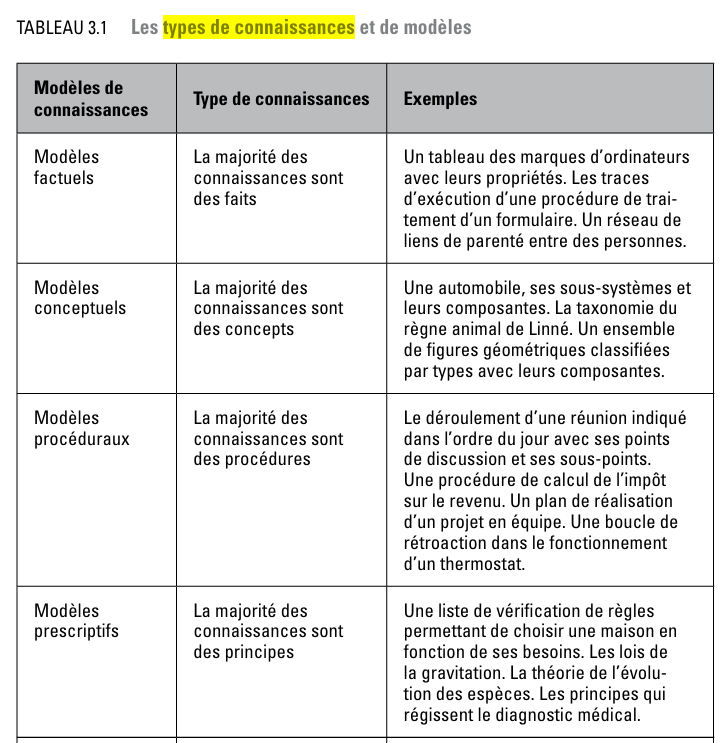 TABLEAU 3.1 Les types de connaissances et de modèles
Modèles de
connaissances
Type de connaissances
Exemples
Modèles
factuels
La majorité des
connaissances sont
des faits
Un tableau des marques d’ordinateurs
avec leurs propriétés. Les traces
d’exécution d’une procédure de trai-
tement d’un formulaire. Un réseau de
liens de parenté entre des personnes.
Modèles
conceptuels
La majorité des
connaissances sont
des concepts
Une automobile, ses sous-systèmes et
leurs composantes. La taxonomie du
règne animal de Linné. Un ensemble
de figures géométriques classifiées
par types avec leurs composantes.
Modèles
procéduraux
La majorité des
connaissances sont
des procédures
Le déroulement d’une réunion indiqué
dans l’ordre du jour avec ses points
de discussion et ses sous-points.
Une procédure de calcul de l’impôt
sur le revenu. Un plan de réalisation
d’un projet en équipe. Une boucle de
rétroaction dans le fonctionnement
d’un thermostat.
Modèles
prescriptifs
La majorité des
connaissances sont
des principes
Une liste de vérification de règles
permettant de choisir une maison en
fonction de ses besoins. Les lois de
la gravitation. La théorie de l’évolu-
tion des espèces. Les principes qui
régissent le diagnostic médical.